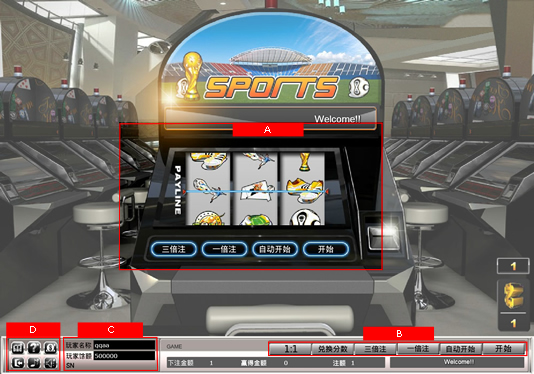 SPORTS
Welcome!!
A
PAYLINE
三倍注
一倍注
自动开始
开始
1
1
D
C
B
玩家名称 qqaa
玩家馀额 500000
SN
GAME
1:1
兑换分数
三倍注
一倍注
自动开始
开始
下注金额 1
赢得金额 0
注额 1
Welcome!!